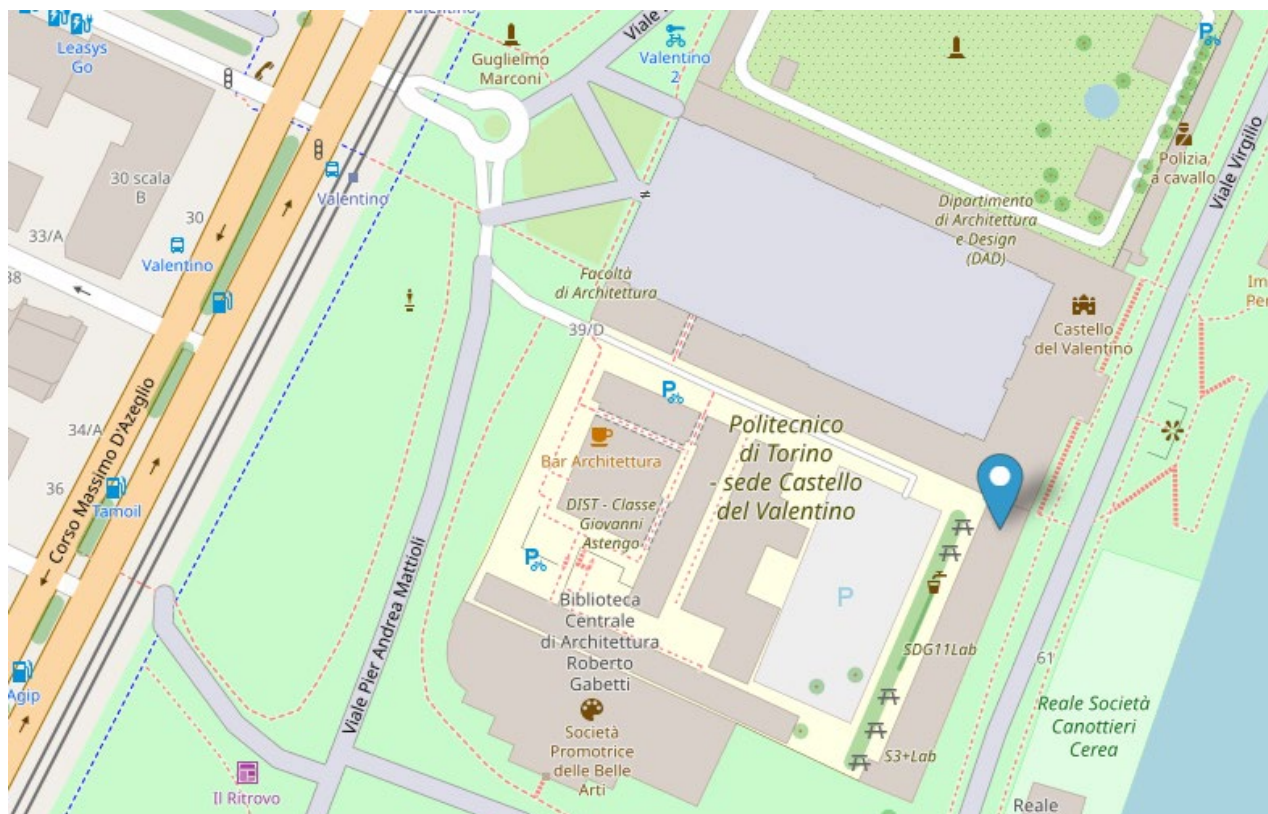 Valentino
Viale
Leasys
Go
Guglielmo
Marconi
Valentino
2
Polizia
a cavallo
Viale Virgilio
30 scala
B
30
33/A
Valentino
Valentino
38
Dipartimento
di Architettura
e Design
(DAD)
Facoltà
di Architettura
39/D
Castello
del Valentino
Im
Per
Corso Massimo D'Azeglio
34/A
36
Tamoil
Bar Architettura
Politecnico
di Torino
- sede Castello
del Valentino
DIST - Classe
Giovanni
Astengo
P
P
P
P
Viale Pier Andrea Mattioli
Biblioteca
Centrale
di Architettura
Roberto
Gabetti
SDG11Lab
61
Agip
Reale Società
Canottieri
Cerea
Società
Promotrice
delle Belle
Arti
S3+Lab
Il Ritrovo
Reale